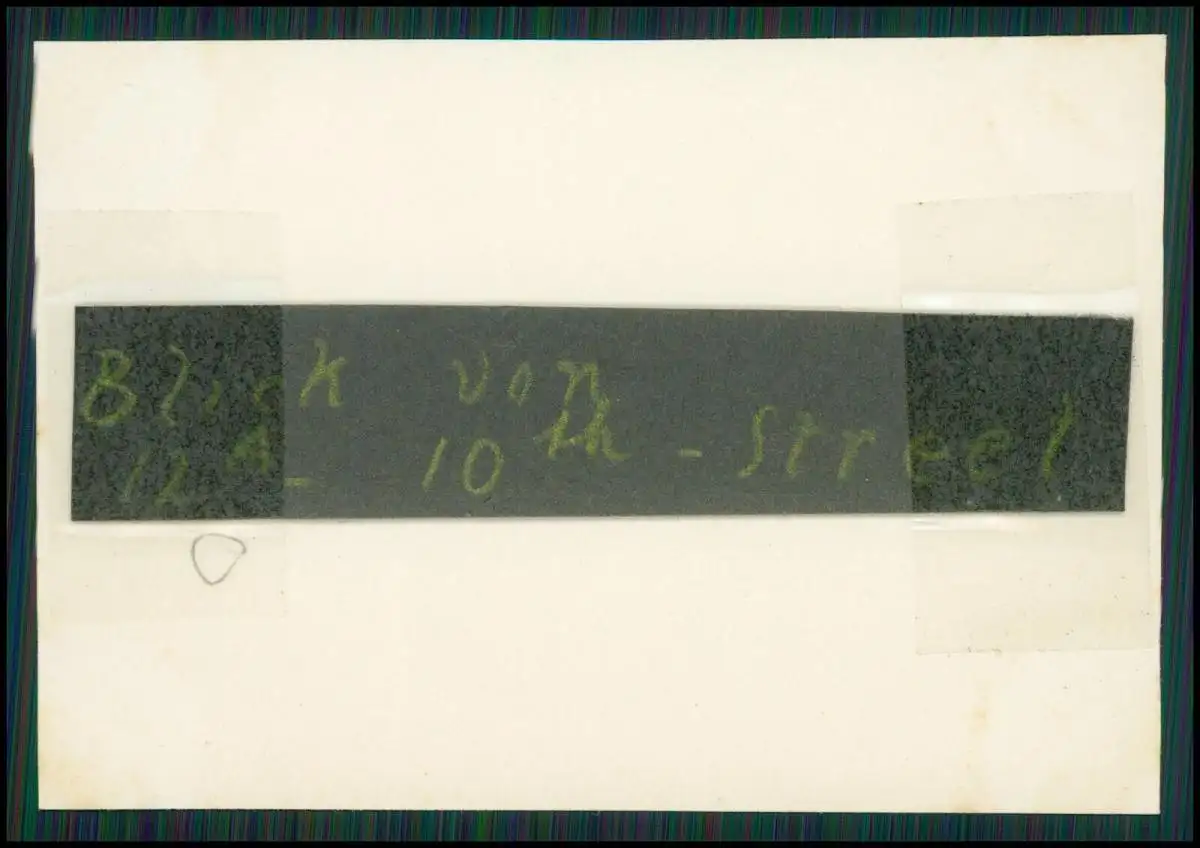 Blick von
12 A - 10th - Street